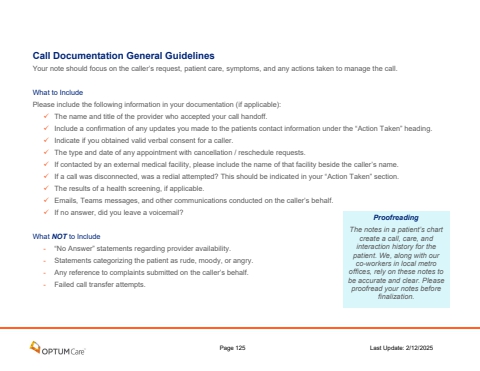 Call Documentation General Guidelines
Your note should focus on the caller's request, patient care, symptoms, and any actions taken to manage the call.
What to Include
Please include the following information in your documentation (if applicable):
✓ The name and title of the provider who accepted your call handoff.
✓ Include a confirmation of any updates you made to the patients contact information under the "Action Taken" heading.
✓ Indicate if you obtained valid verbal consent for a caller.
✓ The type and date of any appointment with cancellation / reschedule requests.
✓ If contacted by an external medical facility, please include the name of that facility beside the caller's name.
✓ If a call was disconnected, was a redial attempted? This should be indicated in your "Action Taken" section.
✓ The results of a health screening, if applicable.
✓ Emails, Teams messages, and other communications conducted on the caller's behalf.
✓ If no answer, did you leave a voicemail?
What NOT to Include
- "No Answer" statements regarding provider availability.
- Statements categorizing the patient as rude, moody, or angry.
- Any reference to complaints submitted on the caller's behalf.
- Failed call transfer attempts.
Proofreading
The notes in a patient's chart
create a call, care, and
interaction history for the
patient. We, along with our
co-workers in local metro
offices, rely on these notes to
be accurate and clear. Please
proofread your notes before
finalization.
OPTUMCare
Page 125
Last Update: 2/12/2025